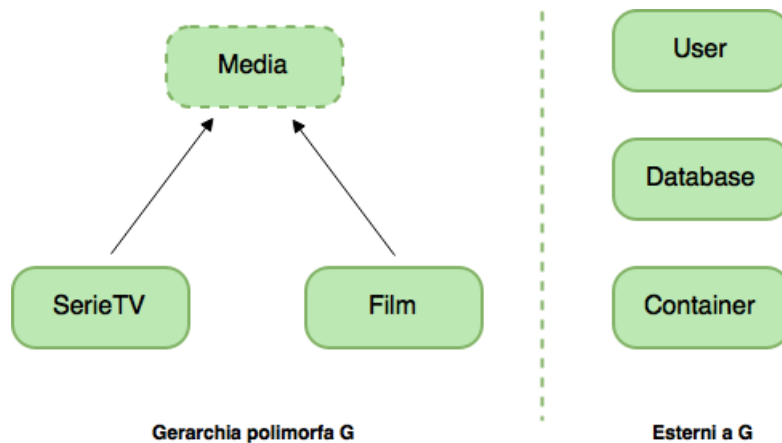 Media
SerieTV
Film
Gerarchia polimorfa G
User
Database
Container
Esterni a G